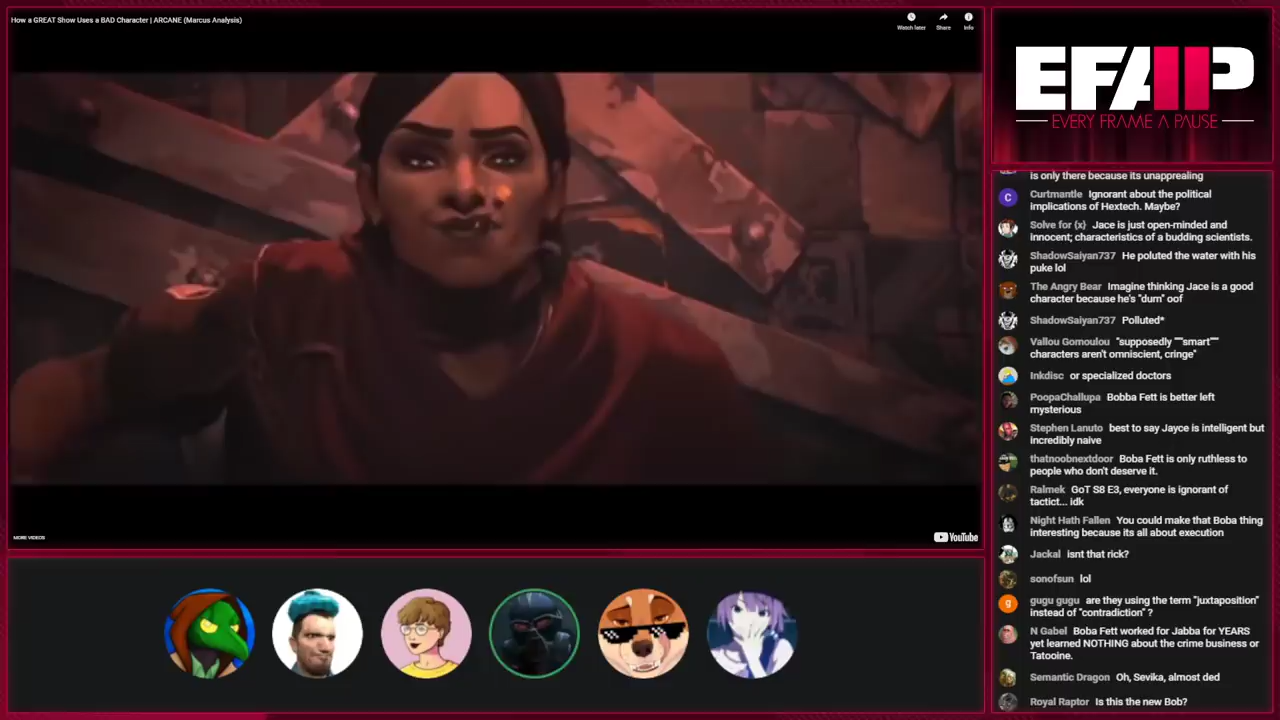 How a GREAT Show Uses a BAD Character | ARCANE (Marcus Analysis)
Watch later
Share
Info
MORE VIDEOS
YouTube
EFAP
EVERY FRAME A PAUSE
is only there because its unapprealing
C
Curtmantle Ignorant about the political
implications of Hextech. Maybe?
Solve for {x} Jace is just open-minded and
innocent; characteristics of a budding scientists.
ShadowSaiyan737 He poluted the water with his
puke lol
The Angry Bear Imagine thinking Jace is a good
character because he's "dum" oof
ShadowSaiyan737 Polluted*
Vallou Gomoulou "supposedly """smart"""
characters aren't omniscient, cringe"
Inkdisc or specialized doctors
PoopaChallupa Bobba Fett is better left
mysterious
Stephen Lanuto best to say Jayce is intelligent but
incredibly naive
thatnoobnextdoor Boba Fett is only ruthless to
people who don't deserve it.
Ralmek GoT S8 E3, everyone is ignorant of
tactict... idk
Night Hath Fallen You could make that Boba thing
interesting because its all about execution
Jackal isnt that rick?
sonofsun lol
g
gugu gugu are they using the term "juxtaposition"
instead of "contradiction" ?
N Gabel Boba Fett worked for Jabba for YEARS
yet learned NOTHING about the crime business or
Tatooine.
Semantic Dragon Oh, Sevika, almost ded
Royal Raptor Is this the new Bob?